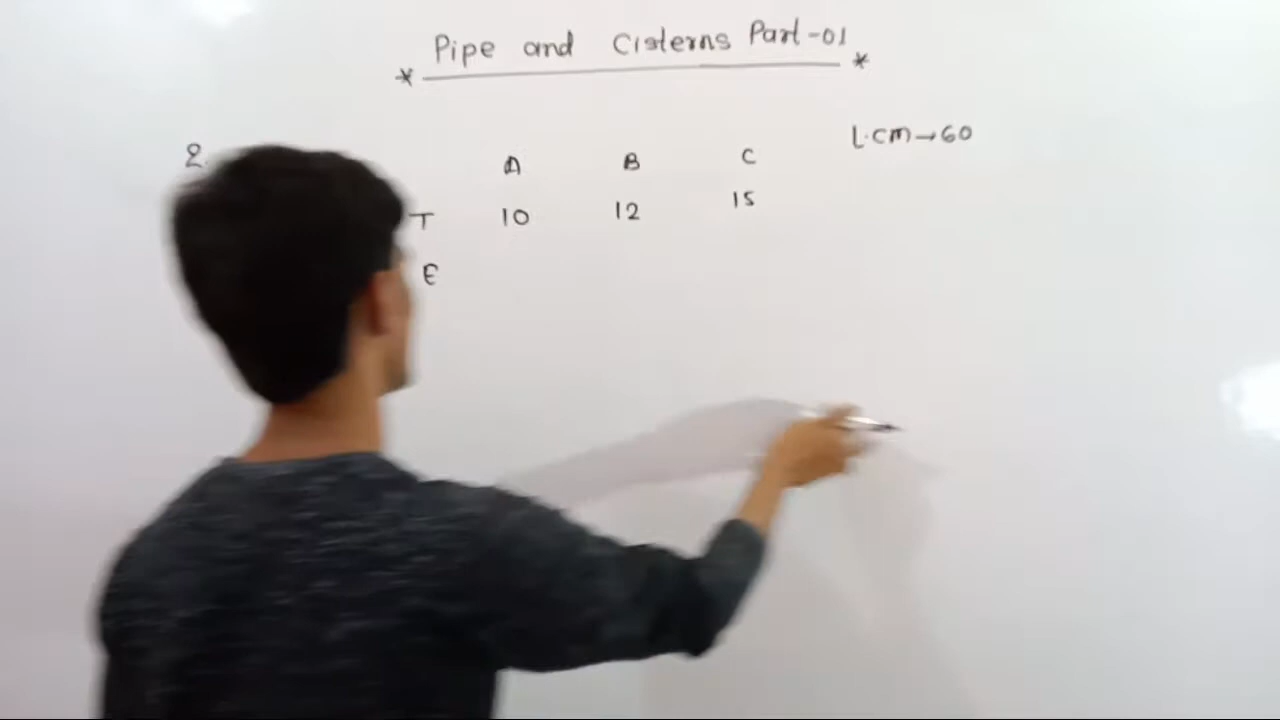 Pipe and Cisterns Part-01
* *
L.CM→60
2.
A B C
T 10 12 15
E